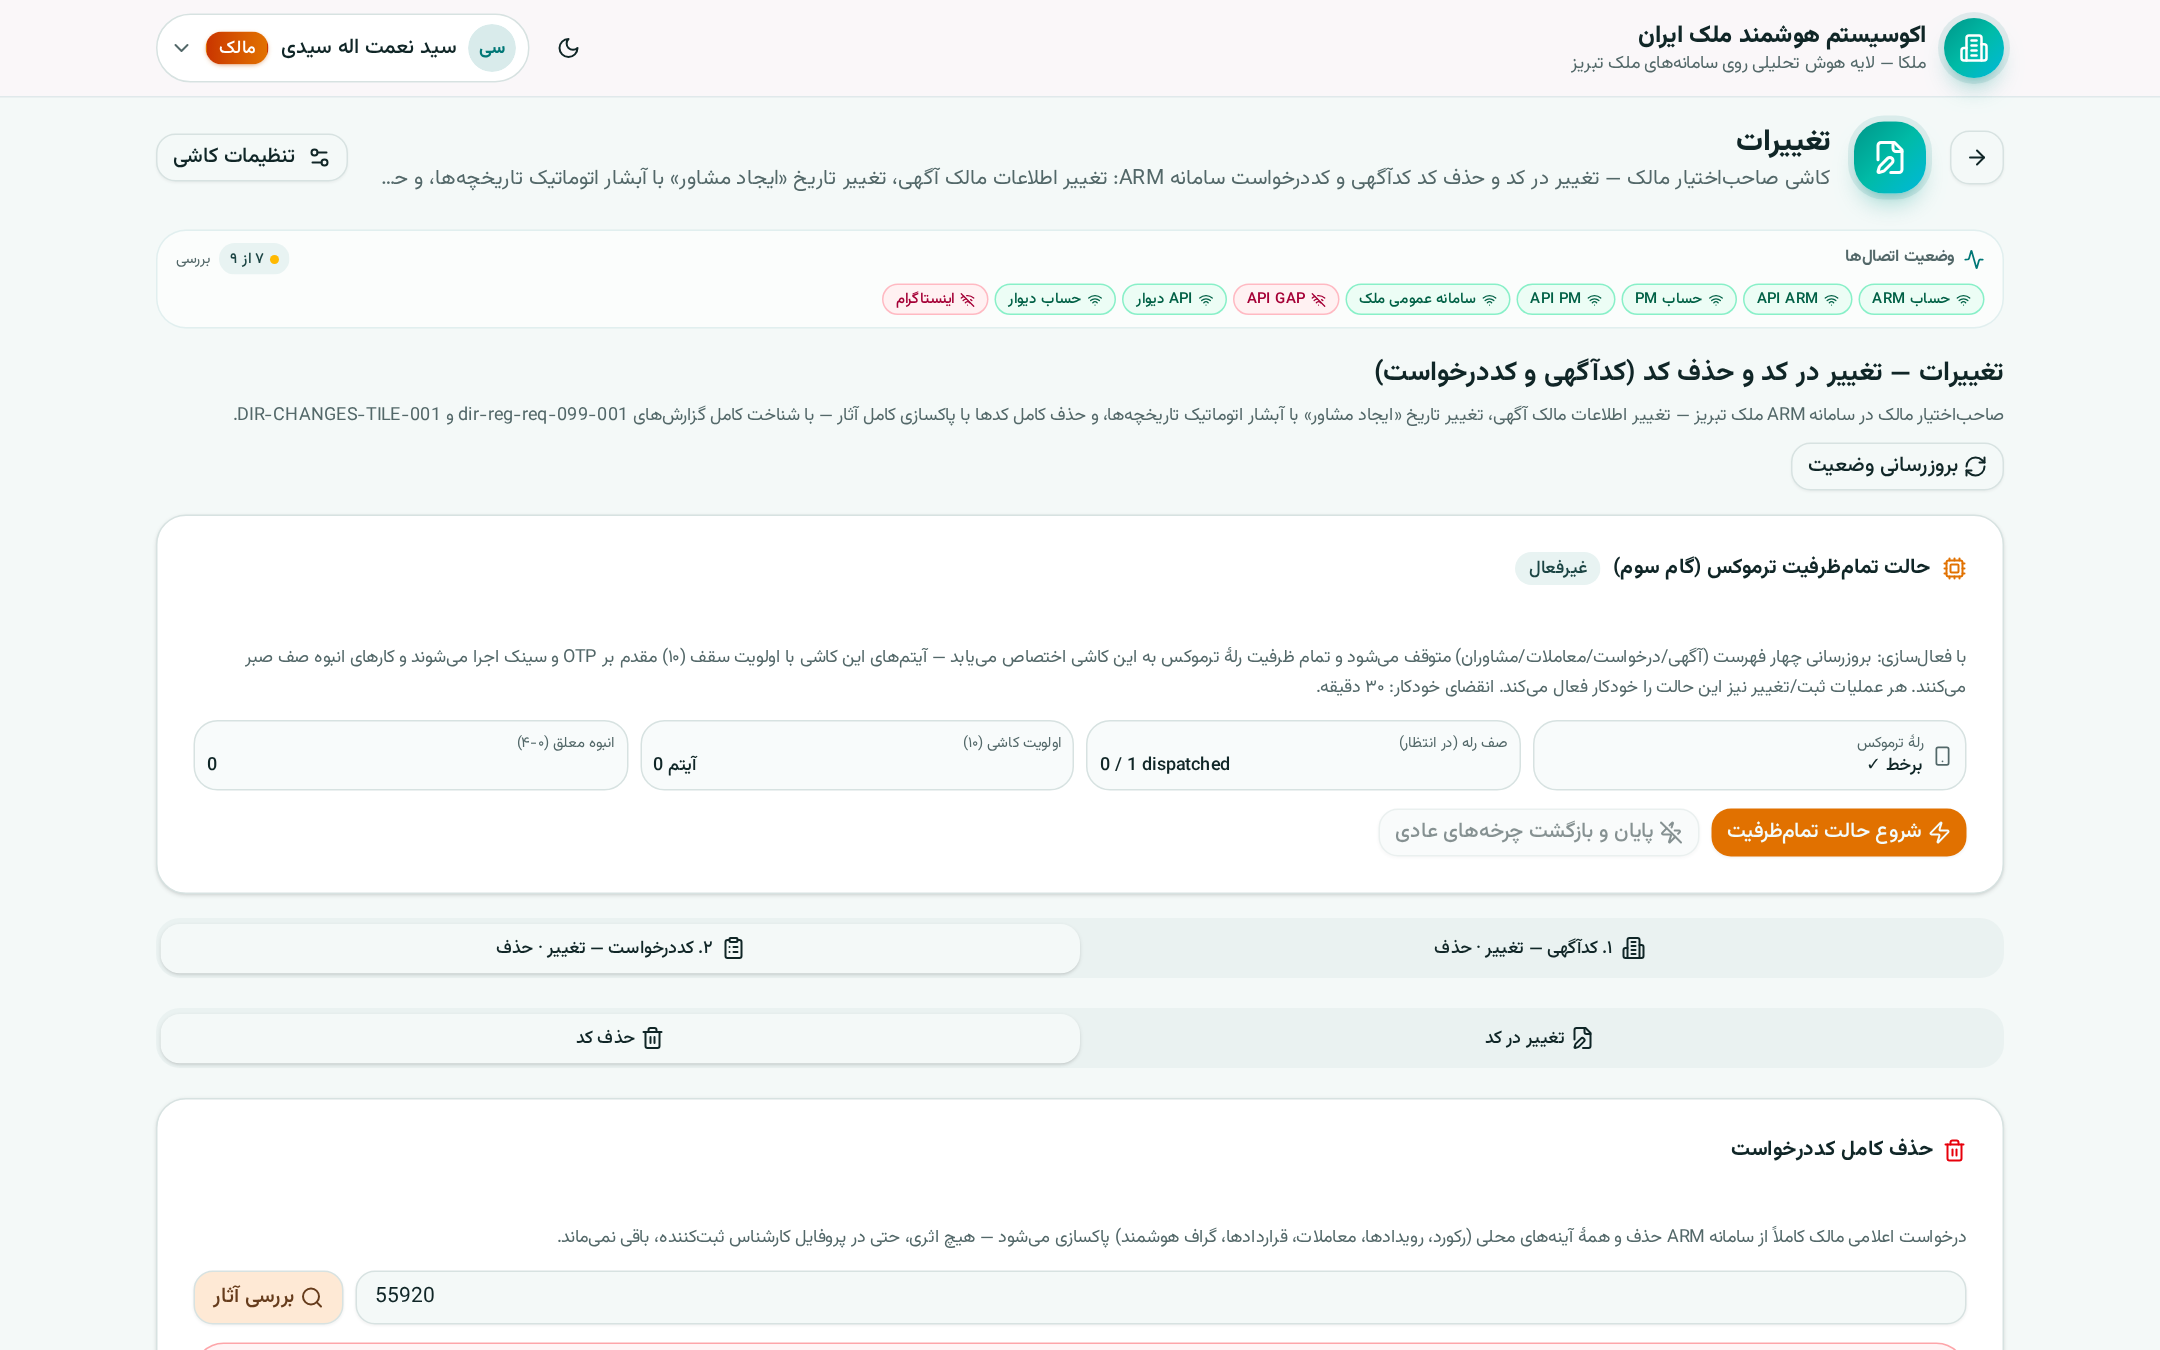 اکوسیستم هوشمند ملک ایران
ملکا — لایه هوش تحلیلی روی سامانه‌های ملک تبریز
سی
سید نعمت اله سیدی
مالک
تغییرات
کاشی صاحب‌اختیار مالک — تغییر در کد و حذف کد کدآگهی و کددرخواست سامانه ARM: تغییر اطلاعات مالک آگهی، تغییر تاریخ «ایجاد مشاور» با آبشار اتوماتیک تاریخچه‌ها، و حـ...
تنظیمات کاشی
وضعیت اتصال‌ها
۷ از ۹
بررسی
حساب ARM
API ARM
حساب PM
API PM
سامانه عمومی ملک
API GAP
API دیوار
حساب دیوار
اینستاگرام
تغییرات — تغییر در کد و حذف کد (کدآگهی و کددرخواست)
صاحب‌اختیار مالک در سامانه ARM ملک تبریز — تغییر اطلاعات مالک آگهی، تغییر تاریخ «ایجاد مشاور» با آبشار اتوماتیک تاریخچه‌ها، و حذف کامل کدها با پاکسازی کامل آثار — با شناخت کامل گزارش‌های dir-reg-req-099-001 و DIR-CHANGES-TILE-001.
بروزرسانی وضعیت
حالت تمام‌ظرفیت ترموکس (گام سوم)
غیرفعال
با فعال‌سازی: بروزرسانی چهار فهرست (آگهی/درخواست/معاملات/مشاوران) متوقف می‌شود و تمام ظرفیت رلهٔ ترموکس به این کاشی اختصاص می‌یابد — آیتم‌های این کاشی با اولویت سقف (۱۰) مقدم بر OTP و سینک اجرا می‌شوند و کارهای انبوه صف صبر
می‌کنند. هر عملیات ثبت/تغییر نیز این حالت را خودکار فعال می‌کند. انقضای خودکار: ۳۰ دقیقه.
رلهٔ ترموکس
برخط ✓
صف رله (در انتظار)
0 / 1 dispatched
اولویت کاشی (۱۰)
0 آیتم
انبوه معلق (۰-۴)
0
شروع حالت تمام‌ظرفیت
پایان و بازگشت چرخه‌های عادی
۱. کدآگهی — تغییر · حذف
۲. کددرخواست — تغییر · حذف
تغییر در کد
حذف کد
حذف کامل کددرخواست
درخواست اعلامی مالک کاملاً از سامانه ARM حذف و همهٔ آینه‌های محلی (رکورد، رویدادها، معاملات، قراردادها، گراف هوشمند) پاکسازی می‌شود — هیچ اثری، حتی در پروفایل کارشناس ثبت‌کننده، باقی نمی‌ماند.
55920
بررسی آثار